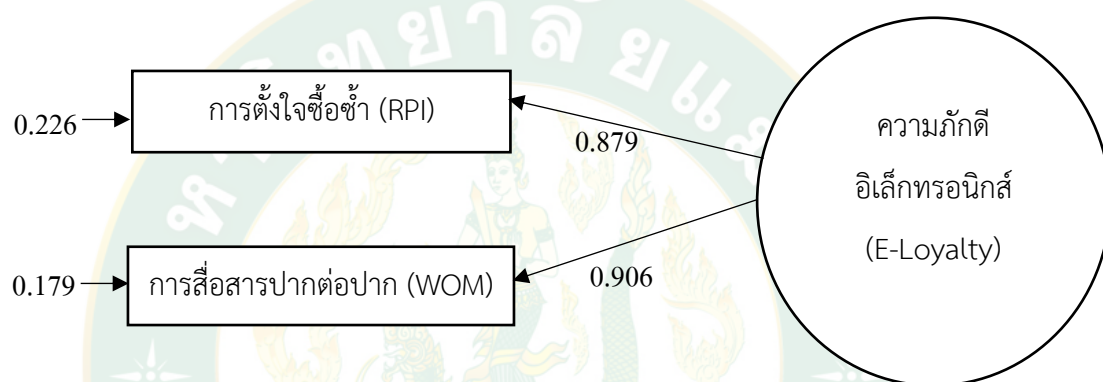 0.226
การตั้งใจซื้อซ้ำ (RPI)
0.879
ความภักดี
อิเล็กทรอนิกส์
(E-Loyalty)
0.179
การสื่อสารปากต่อปาก (WOM)
0.906